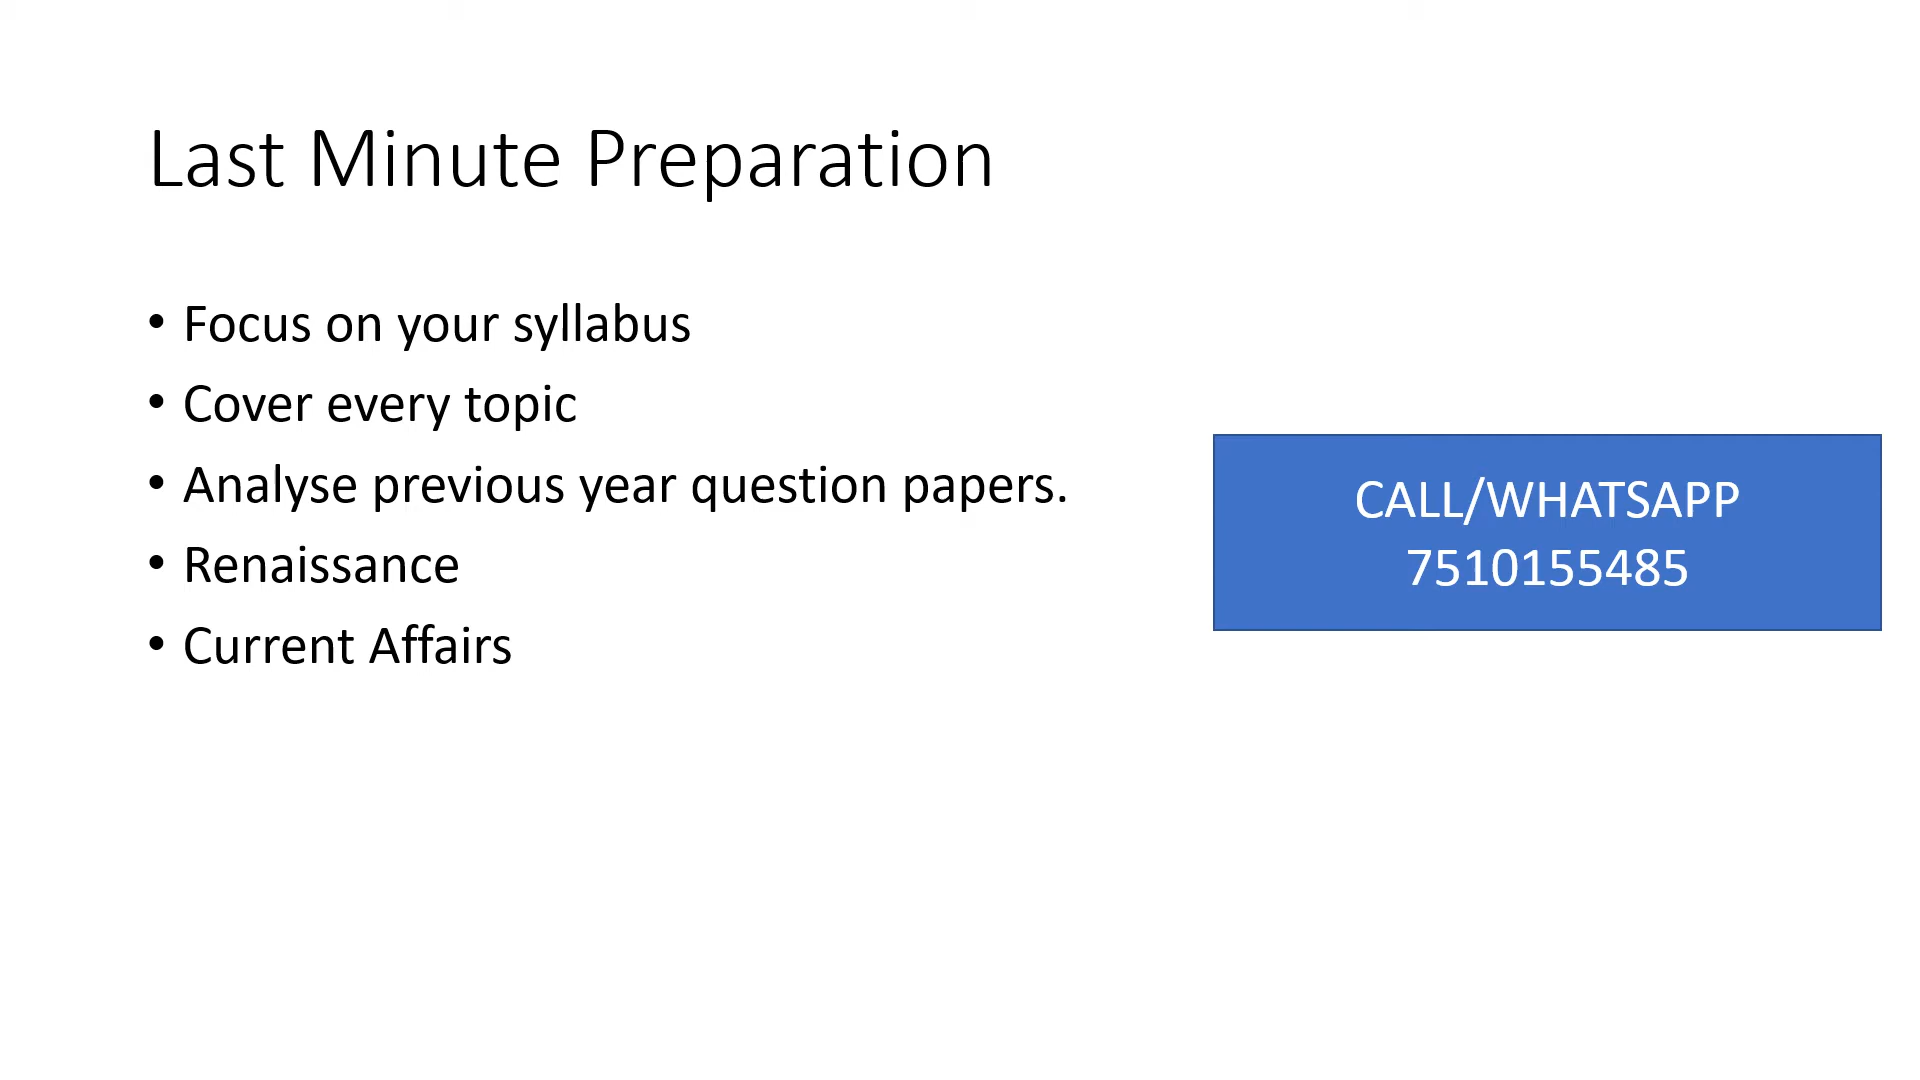 Last Minute Preparation
• Focus on your syllabus
• Cover every topic
• Analyse previous year question papers.
• Renaissance
• Current Affairs
CALL/WHATSAPP
7510155485